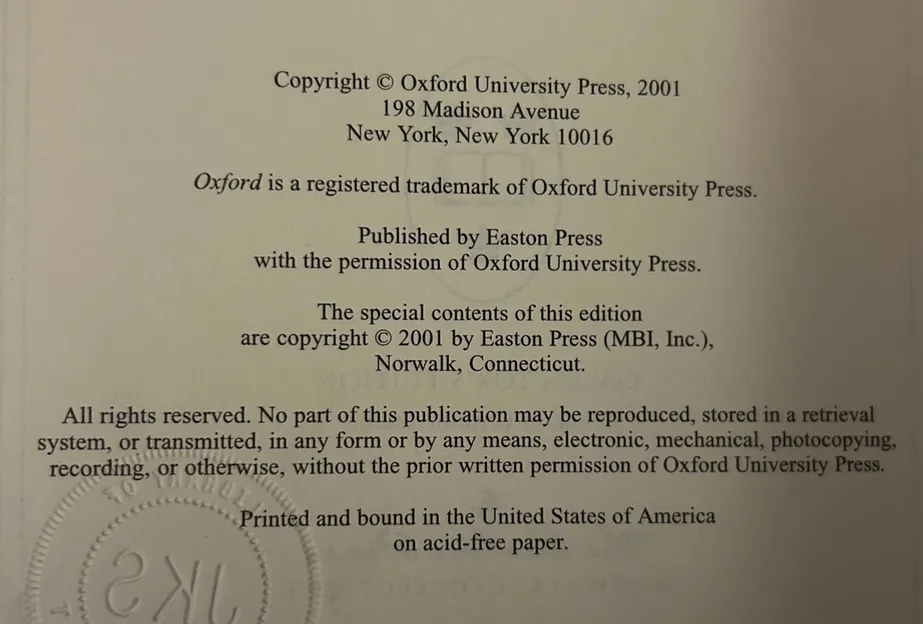 Copyright © Oxford University Press, 2001
198 Madison Avenue
New York, New York 10016
Oxford is a registered trademark of Oxford University Press.
Published by Easton Press
with the permission of Oxford University Press.
The special contents of this edition
are copyright © 2001 by Easton Press (MBI, Inc.),
Norwalk, Connecticut.
All rights reserved. No part of this publication may be reproduced, stored in a retrieval
system, or transmitted, in any form or by any means, electronic, mechanical, photocopying,
recording, or otherwise, without the prior written permission of Oxford University Press.
Printed and bound in the United States of America
on acid-free paper.
LIBRARY OF
JKS